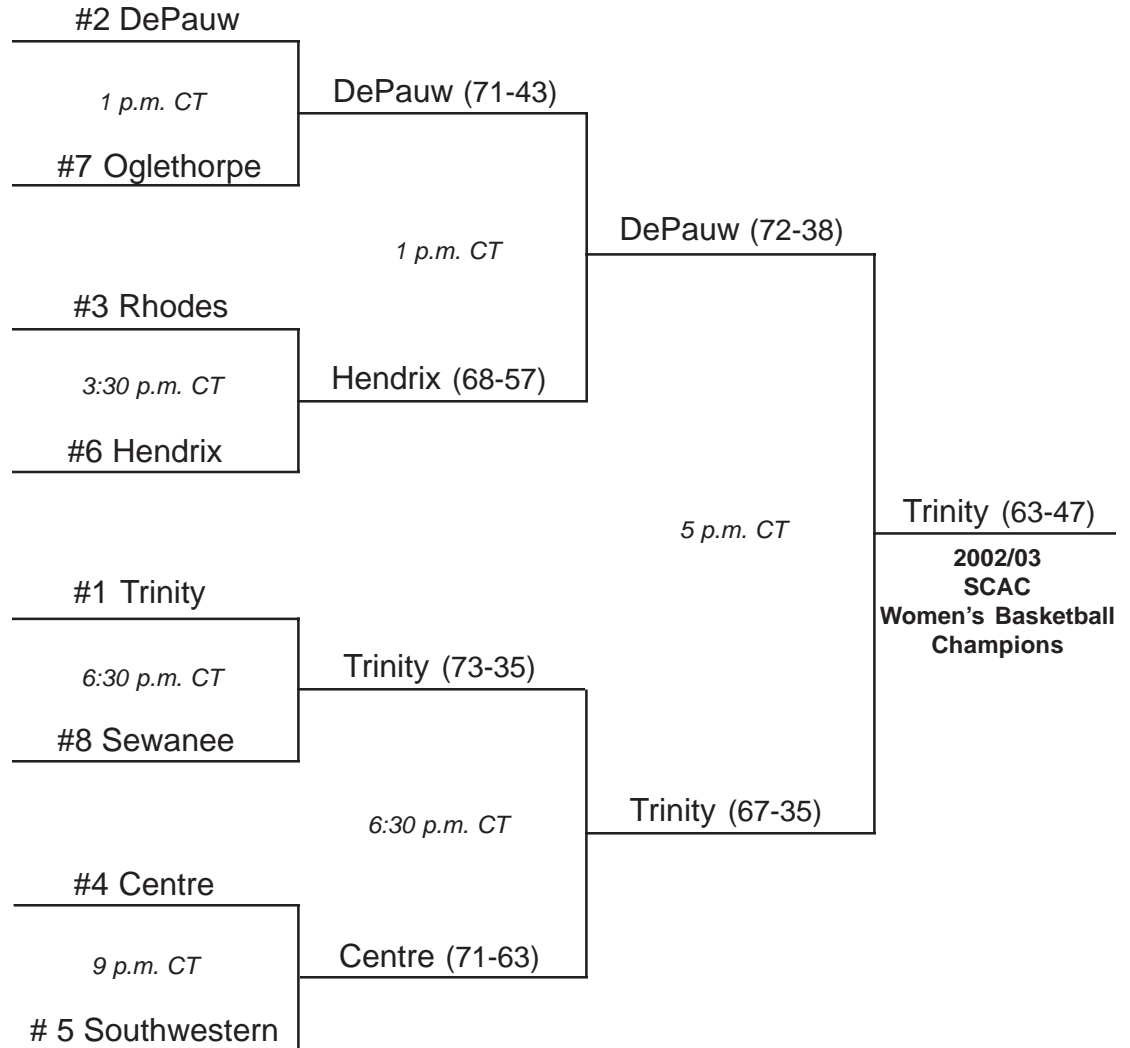 #2 DePauw
1 p.m. CT
DePauw (71-43)
#7 Oglethorpe
1 p.m. CT
DePauw (72-38)
#3 Rhodes
3:30 p.m. CT
Hendrix (68-57)
#6 Hendrix
5 p.m. CT
Trinity (63-47)
2002/03
SCAC
Women's Basketball
Champions
#1 Trinity
6:30 p.m. CT
Trinity (73-35)
#8 Sewanee
6:30 p.m. CT
Trinity (67-35)
#4 Centre
9 p.m. CT
Centre (71-63)
# 5 Southwestern